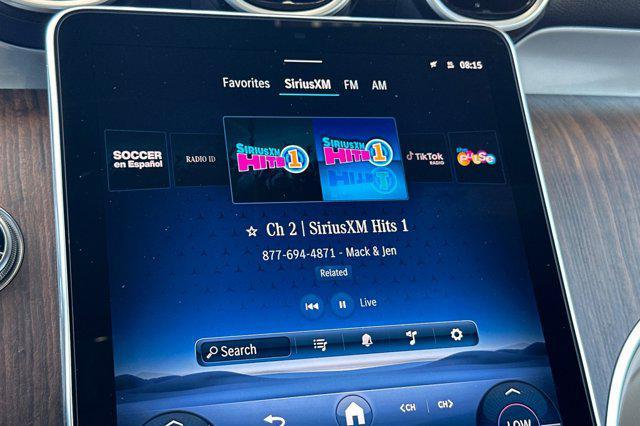 08:15
Favorites SiriusXM FM AM
SOCCER
en Español
RADIO ID
SIRIUSXM
HITS 1
SIRIUSXM
HITS 1
TikTok
RADIO
the pulse
Ch 2 | SiriusXM Hits 1
877-694-4871 - Mack & Jen
Related
Live
Search
<CH CH>
LOW